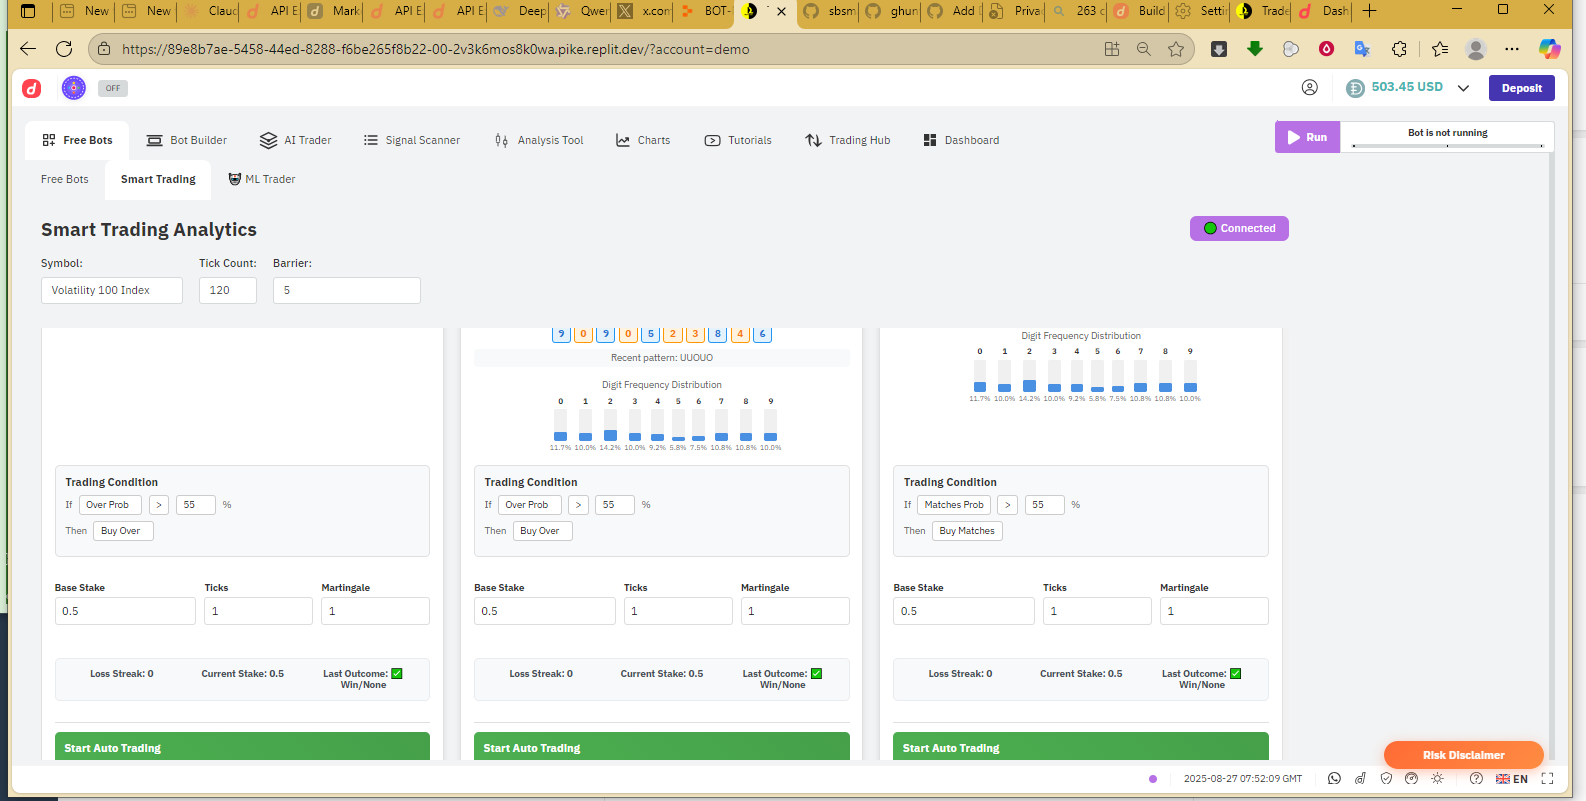 New
New
Clau
API E
Mark
API E
API E
Deep
Qwer
x.com
BOT-
sbsm
ghun
Add
Priva
263 c
Build
Setti
Trade
Dash
https://89e8b7ae-5458-44ed-8288-f6be265f8b22-00-2v3k6mos8k0wa.pike.replit.dev/?account=demo
OFF
503.45 USD
Deposit
Free Bots
Bot Builder
AI Trader
Signal Scanner
Analysis Tool
Charts
Tutorials
Trading Hub
Dashboard
Run
Bot is not running
Free Bots
Smart Trading
ML Trader
Smart Trading Analytics
Connected
Symbol:
Tick Count:
Barrier:
Volatility 100 Index
120
5
9 0 9 0 5 2 3 8 4 6
Recent pattern: UUOUO
Digit Frequency Distribution
0 1 2 3 4 5 6 7 8 9
11.7% 10.0% 14.2% 10.0% 9.2% 5.8% 7.5% 10.8% 10.8% 10.0%
Digit Frequency Distribution
0 1 2 3 4 5 6 7 8 9
11.7% 10.0% 14.2% 10.0% 9.2% 5.8% 7.5% 10.8% 10.8% 10.0%
Trading Condition
If Over Prob > 55 %
Then Buy Over
Base Stake Ticks Martingale
0.5 1 1
Loss Streak: 0 Current Stake: 0.5 Last Outcome: ✅
Win/None
Start Auto Trading
Trading Condition
If Over Prob > 55 %
Then Buy Over
Base Stake Ticks Martingale
0.5 1 1
Loss Streak: 0 Current Stake: 0.5 Last Outcome: ✅
Win/None
Start Auto Trading
Trading Condition
If Matches Prob > 55 %
Then Buy Matches
Base Stake Ticks Martingale
0.5 1 1
Loss Streak: 0 Current Stake: 0.5 Last Outcome: ✅
Win/None
Start Auto Trading
Risk Disclaimer
2025-08-27 07:52:09 GMT
EN